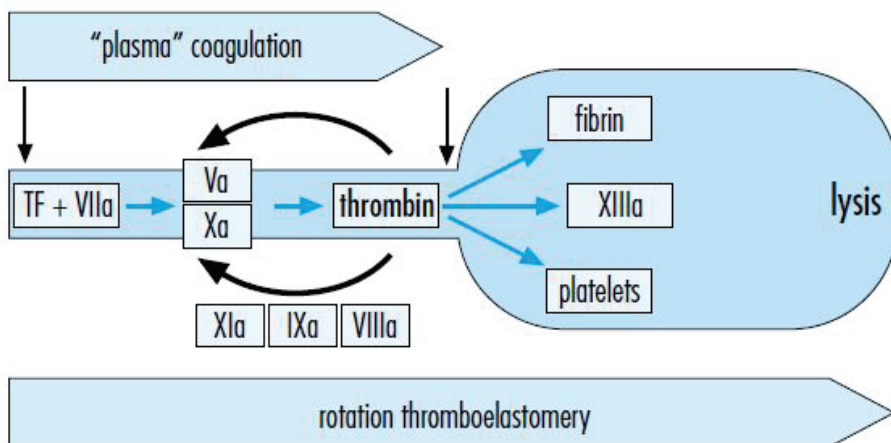 “plasma” coagulation
fibrin
Va
TF + VIIa
thrombin
XIIIa
lysis
Xa
platelets
XIa
IXa
VIIIa
rotation thromboelastomery